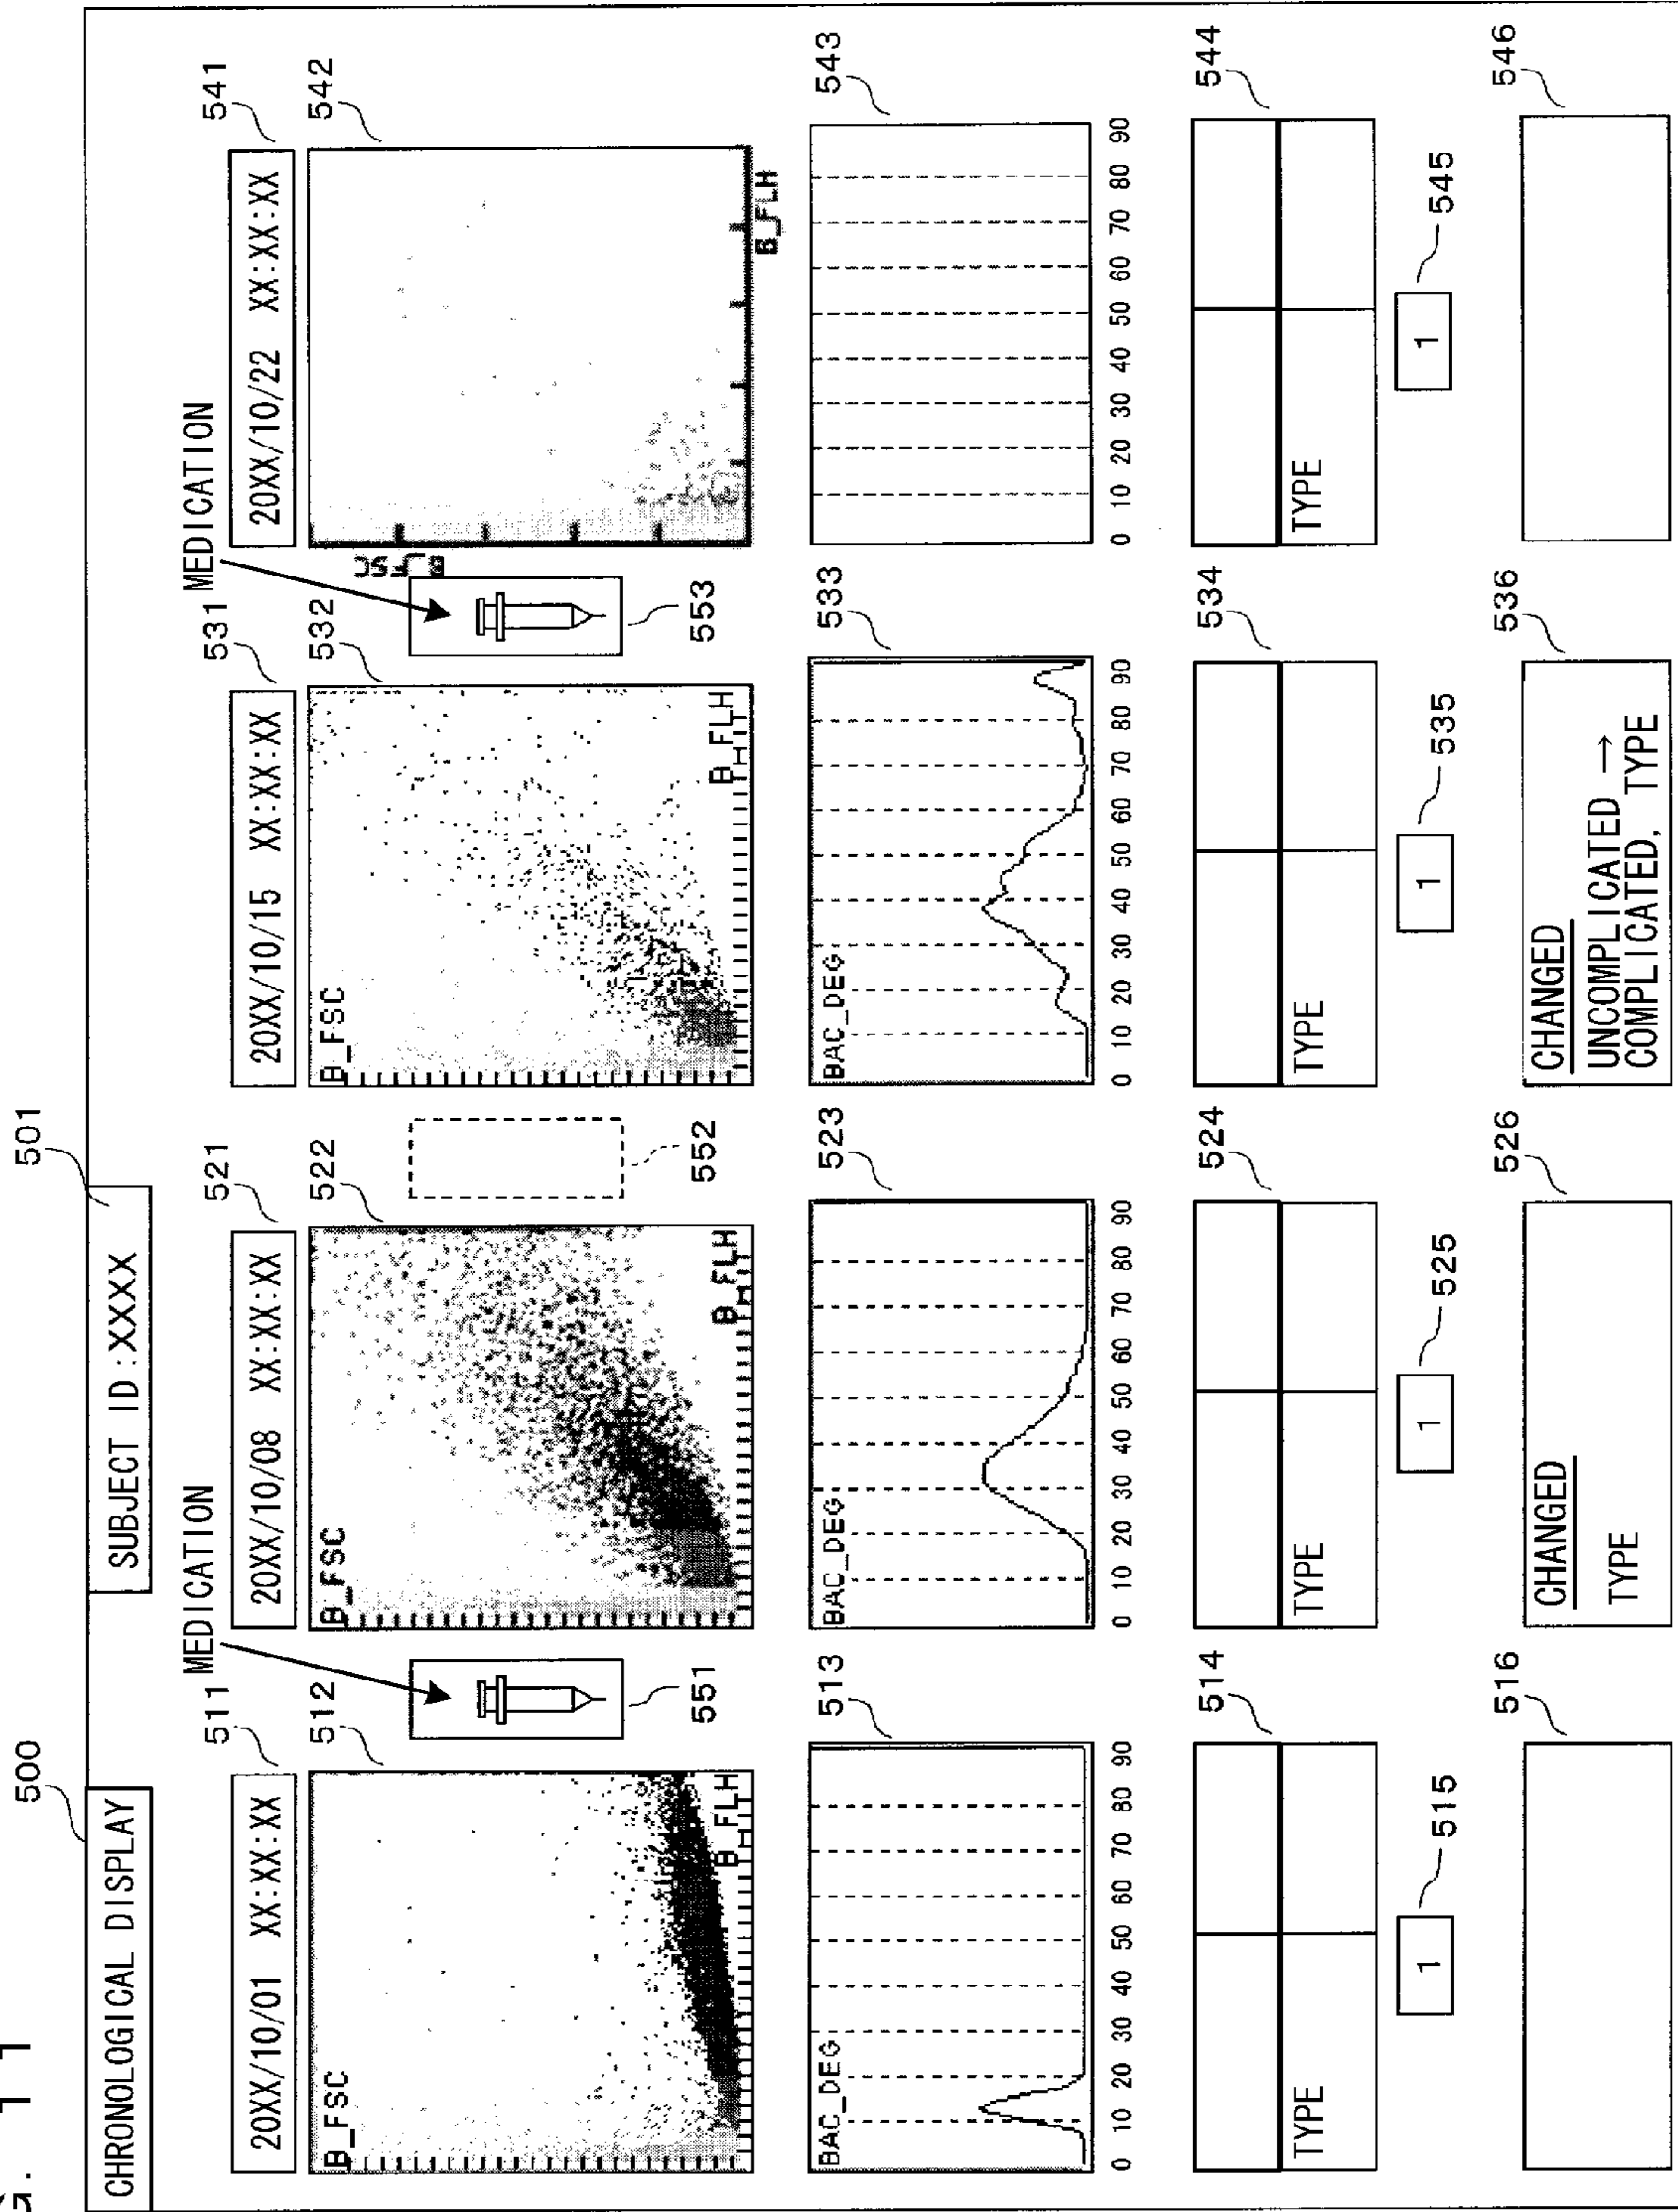 G. 11
500
501
CHRONOLOGICAL DISPLAY
SUBJECT ID:XXXX
MEDICATION
MEDICATION
511
521
531
541
20XX/10/01 XX:XX:XX
20XX/10/08 XX:XX:XX
20XX/10/15 XX:XX:XX
20XX/10/22 XX:XX:XX
512
522
532
542
B_FSC
B_FLH
B_FSC
B_FLH
B_FSC
B_FLH
B_FSC
B_FLH
551
552
553
513
523
533
543
BAC_DEG
BAC_DEG
BAC_DEG
0 10 20 30 40 50 60 70 80 90
0 10 20 30 40 50 60 70 80 90
0 10 20 30 40 50 60 70 80 90
0 10 20 30 40 50 60 70 80 90
514
524
534
544
TYPE
TYPE
TYPE
TYPE
1
515
1
525
1
535
1
545
516
526
536
546
CHANGED
TYPE
CHANGED
UNCOMPLICATED →
COMPLICATED, TYPE